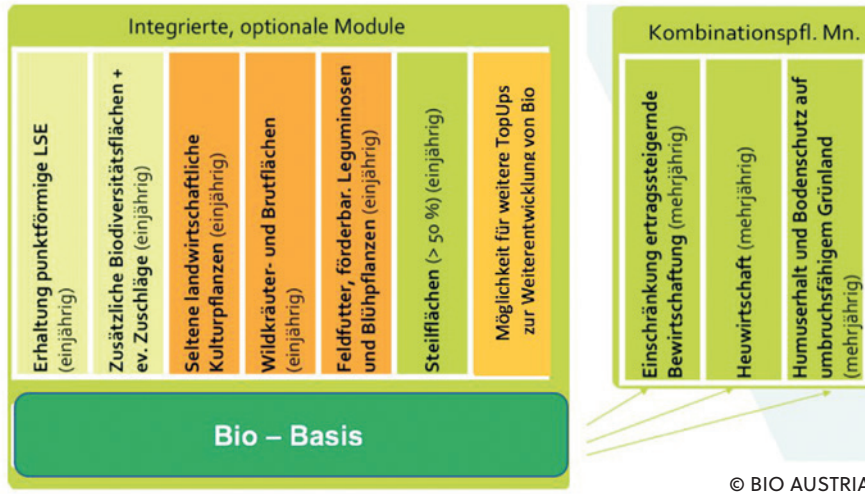 Integrierte, optionale Module
Erhaltung punktförmige LSE
(einjährig)
Zusätzliche Biodiversitätsflächen +
ev. Zuschläge (einjährig)
Seltene landwirtschaftliche
Kulturpflanzen (einjährig)
Wildkräuter- und Brutflächen
(einjährig)
Feldfutter, förderbar. Leguminosen
und Blühpflanzen (einjährig)
Steilflächen (> 50 %) (einjährig)
Möglichkeit für weitere TopUps
zur Weiterentwicklung von Bio
Bio – Basis
Kombinationspfl. Mn.
Einschränkung ertragssteigernde
Bewirtschaftung (mehrjährig)
Heuwirtschaft (mehrjährig)
Humuserhalt und Bodenschutz auf
umbruchsfähigem Grünland
(mehrjährig)
© BIO AUSTRIA